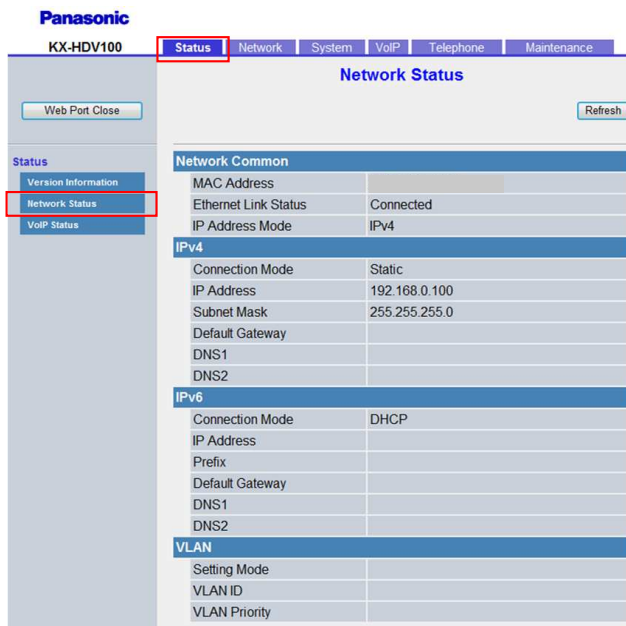 Panasonic
KX-HDV100
Status Network System VoIP Telephone Maintenance
Network Status
Web Port Close
Refresh
Status
Version Information
Network Status
VoIP Status
Network Common
MAC Address
Ethernet Link Status Connected
IP Address Mode IPv4
IPv4
Connection Mode Static
IP Address 192.168.0.100
Subnet Mask 255.255.255.0
Default Gateway
DNS1
DNS2
IPv6
Connection Mode DHCP
IP Address
Prefix
Default Gateway
DNS1
DNS2
VLAN
Setting Mode
VLAN ID
VLAN Priority